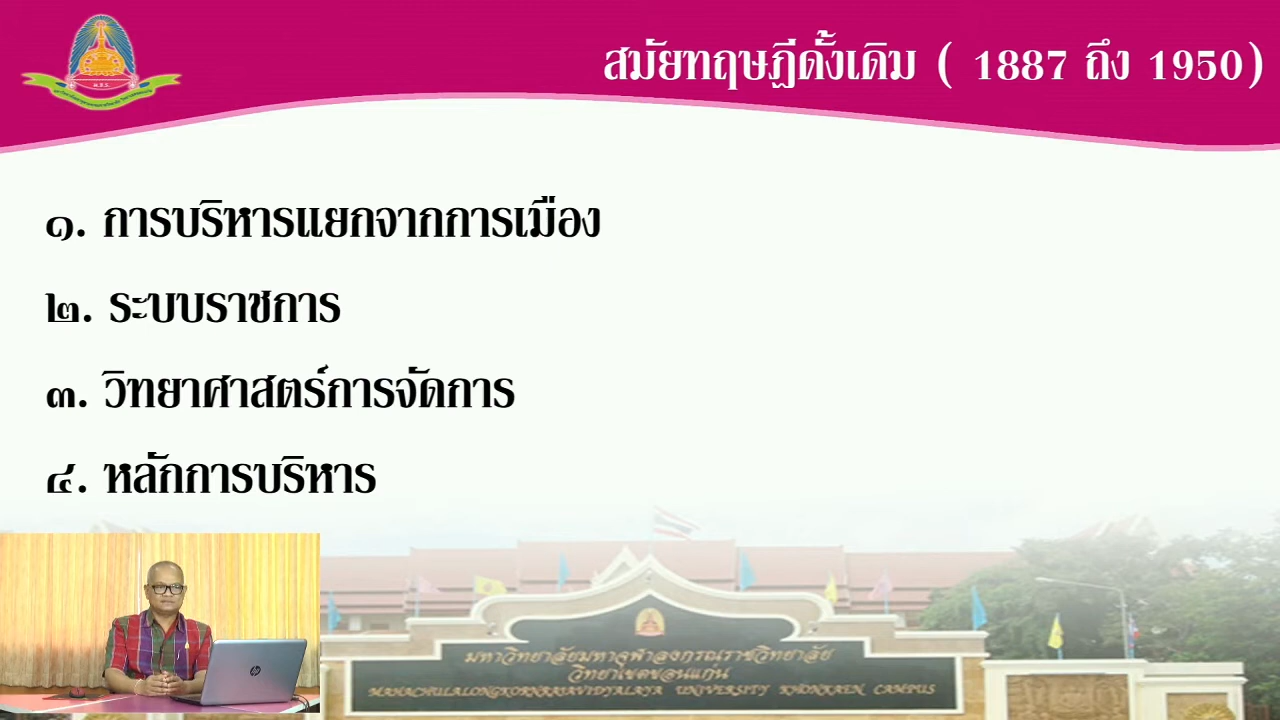 สมัยทฤษฎีดั้งเดิม ( 1887 ถึง 1950)
๑. การบริหารแยกจากการเมือง
๒. ระบบราชการ
๓. วิทยาศาสตร์การจัดการ
๔. หลักการบริหาร
มหาวิทยาลัยมหาจุฬาลงกรณราชวิทยาลัย
วิทยาเขตขอนแก่น
MAHACHULALONGKORNRAJAVIDYALAYA UNIVERSITY KHONKAEN CAMPUS
hp